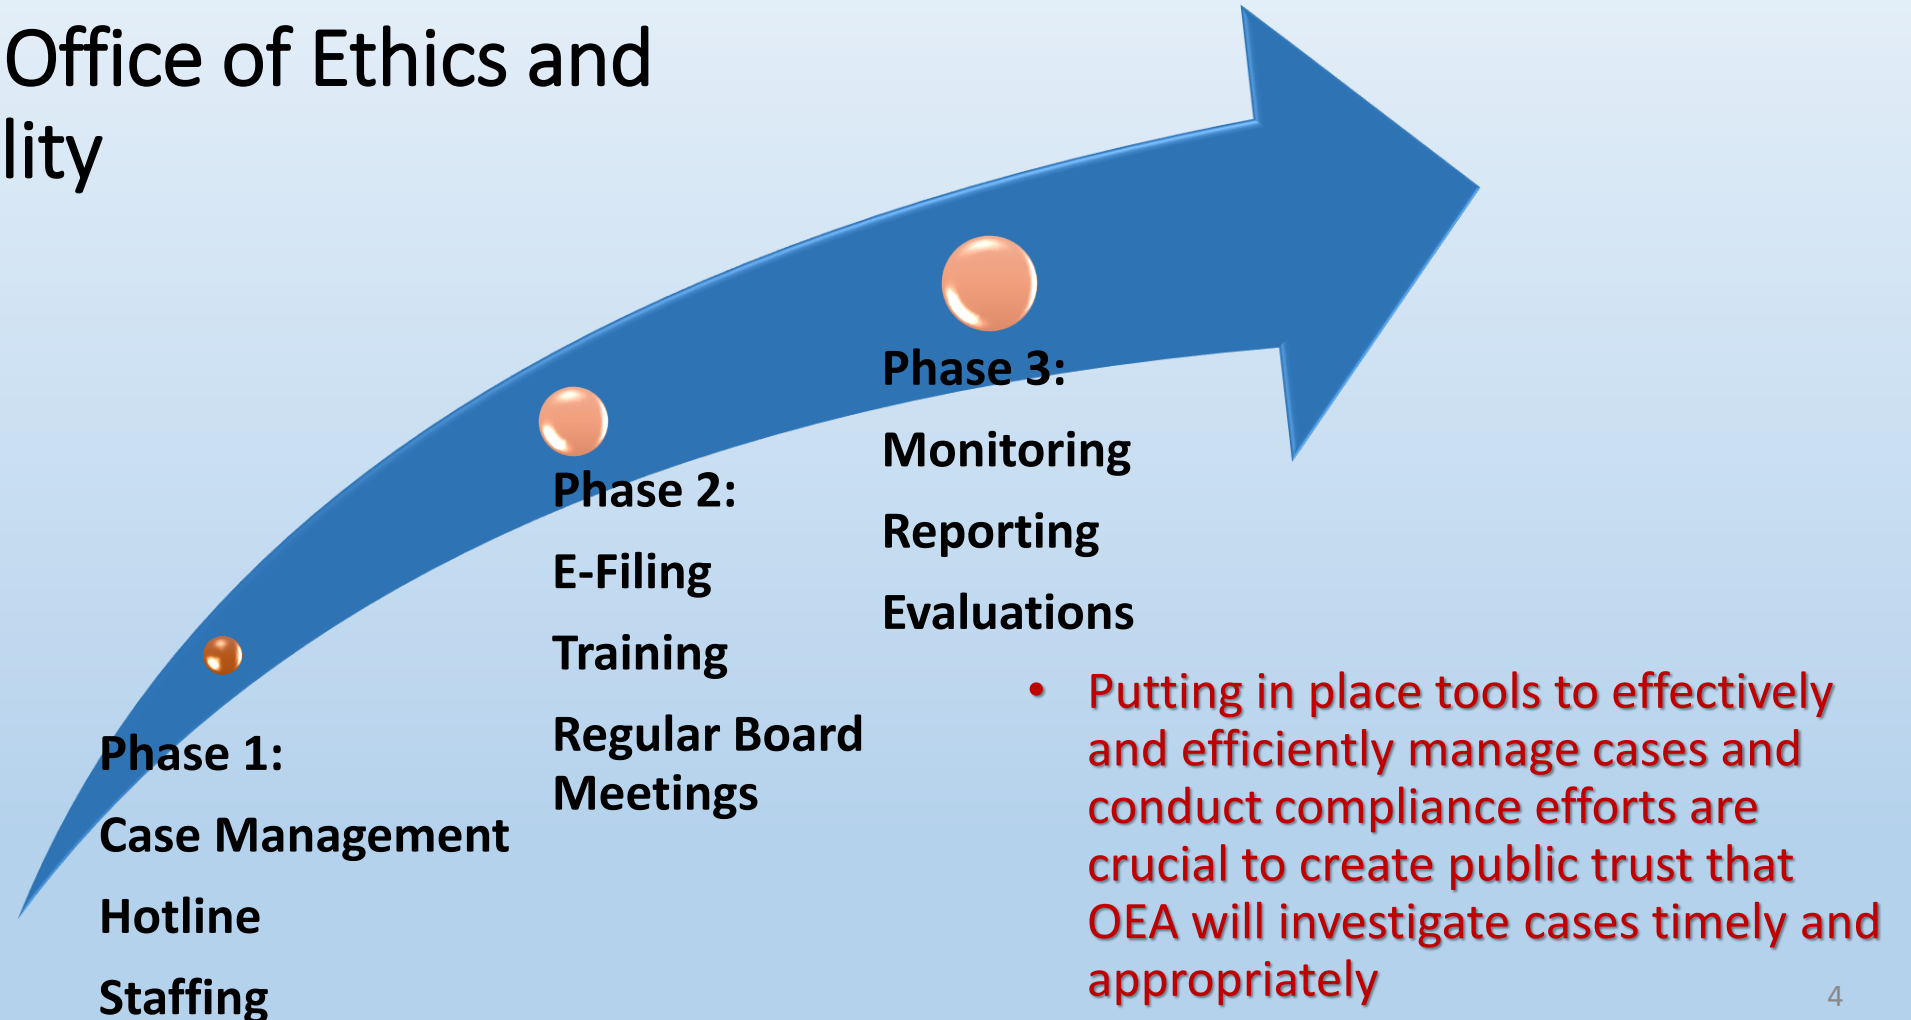 Office of Ethics and
lity
Phase 1:
Case Management
Hotline
Staffing
Phase 2:
E-Filing
Training
Regular Board
Meetings
Phase 3:
Monitoring
Reporting
Evaluations
• Putting in place tools to effectively
and efficiently manage cases and
conduct compliance efforts are
crucial to create public trust that
OEA will investigate cases timely and
appropriately
4